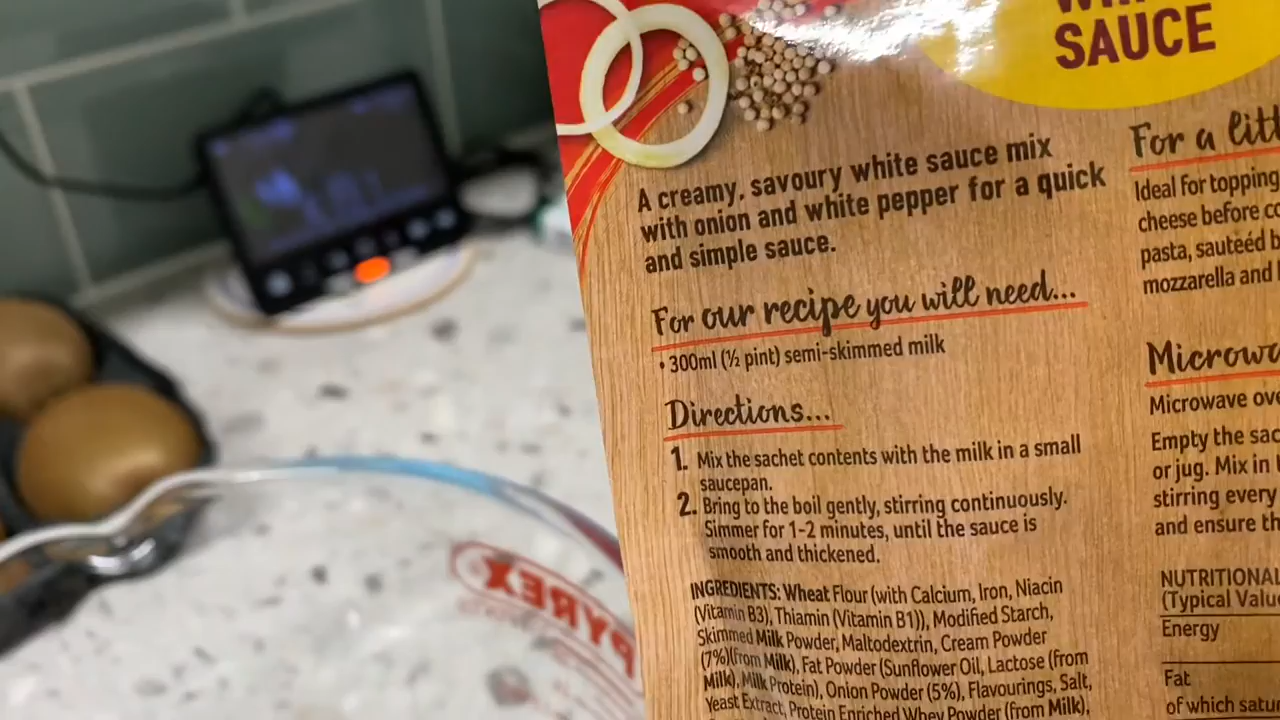 SAUCE
A creamy, savoury white sauce mix
with onion and white pepper for a quick
and simple sauce.
For our recipe you will need...
• 300ml (½ pint) semi-skimmed milk
Directions...
1. Mix the sachet contents with the milk in a small
saucepan.
2. Bring to the boil gently, stirring continuously.
Simmer for 1-2 minutes, until the sauce is
smooth and thickened.
INGREDIENTS: Wheat Flour (with Calcium, Iron, Niacin
(Vitamin B3), Thiamin (Vitamin B1)), Modified Starch,
Skimmed Milk Powder, Maltodextrin, Cream Powder
(7%)(from Milk), Fat Powder (Sunflower Oil, Lactose (from
Milk), Milk Protein), Onion Powder (5%), Flavourings, Salt,
Yeast Extract, Protein Enriched Whey Powder (from Milk),
For a
Ideal for topping
cheese before
pasta, sauteéd
mozzarella and
Microwave
Empty the
or jug. Mix in
stirring every
and ensure
NUTRITIONAL
(Typical
Energy
Fat
of which
PYREX